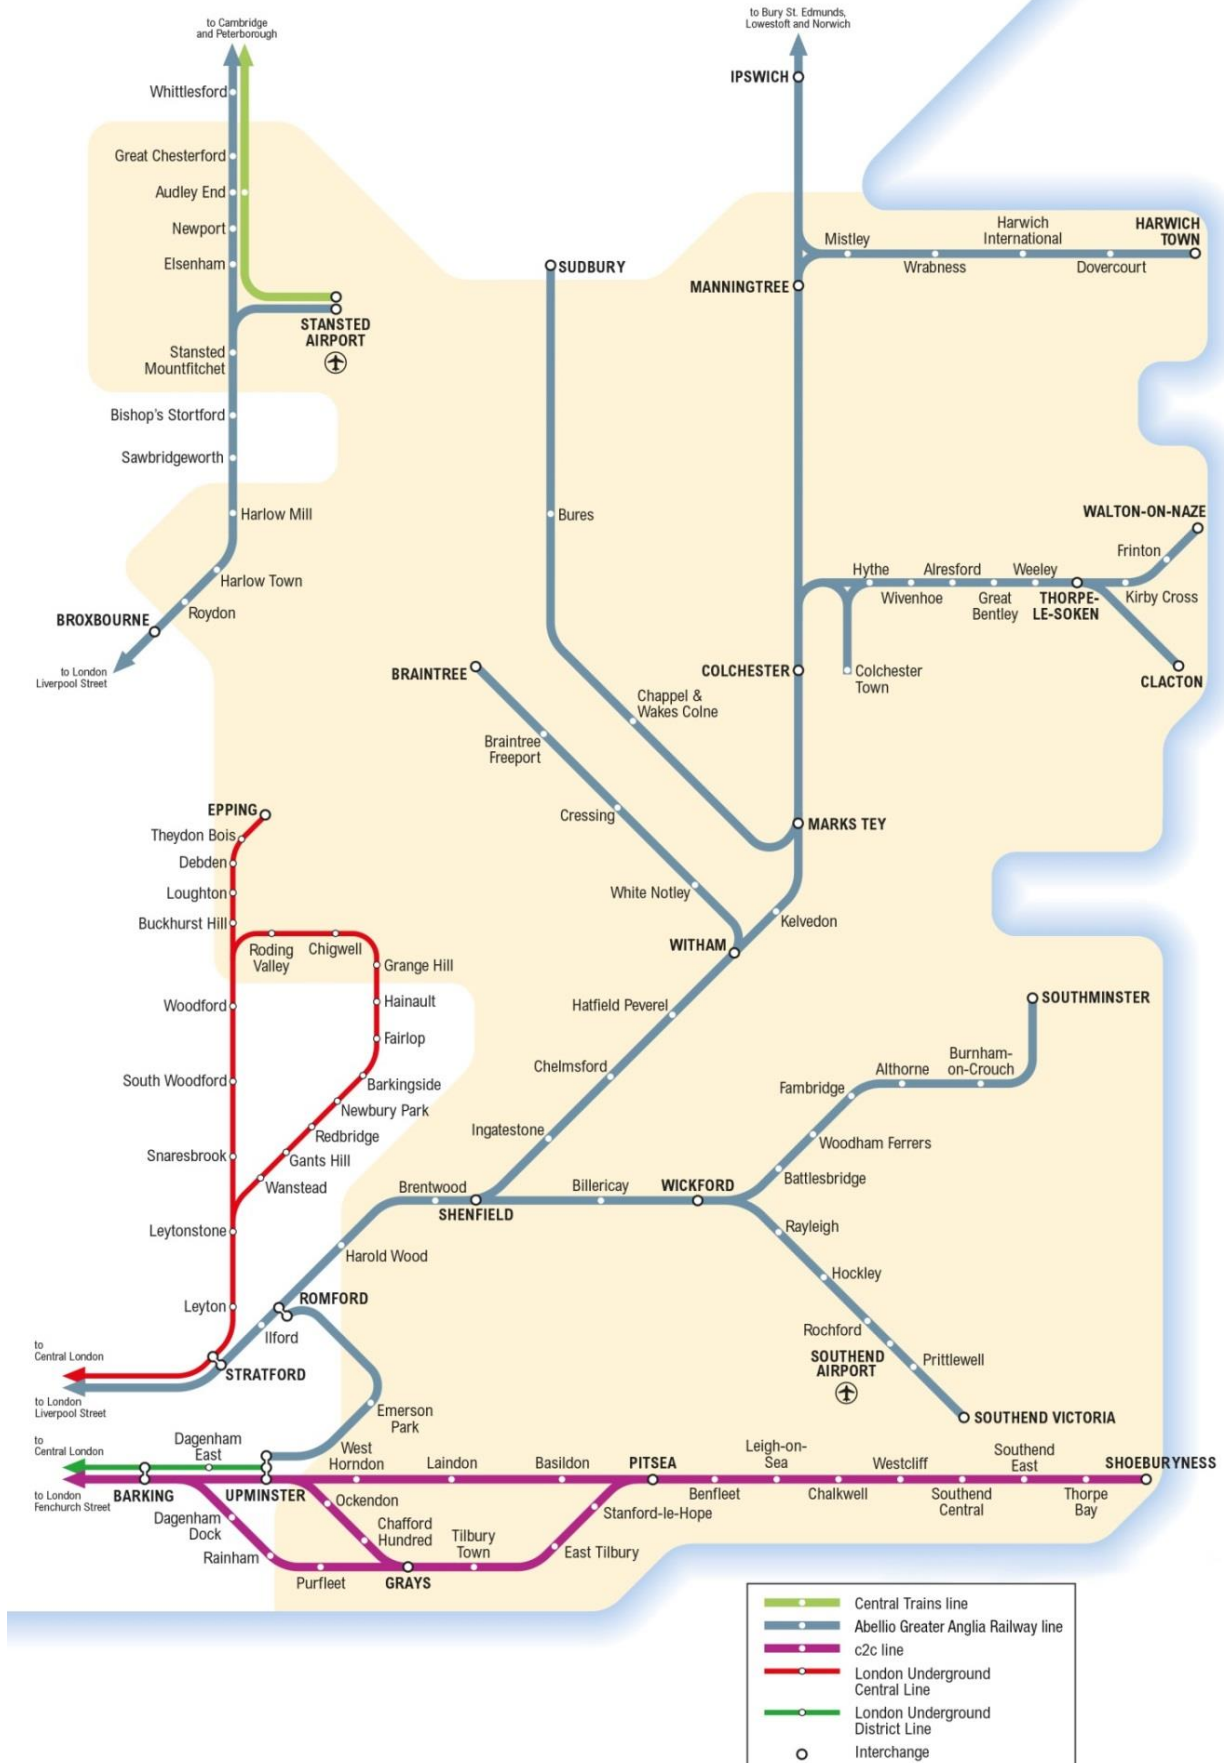 to Cambridge
and Peterborough
Whittlesford
Great Chesterford
Audley End
Newport
Elsenham
STANSTED
AIRPORT
Stansted
Mountfitchet
Bishop's Stortford
Sawbridgeworth
Harlow Mill
Harlow Town
Roydon
BROXBOURNE
to London
Liverpool Street
to Bury St. Edmunds,
Lowestoft and Norwich
IPSWICH
MANNINGTREE
Mistley
Wrabness
Harwich
International
Dovercourt
HARWICH
TOWN
SUDBURY
Bures
Chappel &
Wakes Colne
WALTON-ON-NAZE
Frinton
Kirby Cross
THORPE-
LE-SOKEN
Weeley
Great
Bentley
Alresford
Wivenhoe
Hythe
Colchester
Town
CLACTON
COLCHESTER
MARKS TEY
Kelvedon
BRAINTREE
Braintree
Freeport
Cressing
White Notley
WITHAM
Hatfield Peverel
Chelmsford
Ingatestone
EPPING
Theydon Bois
Debden
Loughton
Buckhurst Hill
Roding
Valley
Chigwell
Grange Hill
Hainault
Fairlop
Barkingside
Newbury Park
Redbridge
Gants Hill
Wanstead
Woodford
South Woodford
Snaresbrook
Leytonstone
Leyton
SOUTHMINSTER
Burnham-
on-Crouch
Althorne
Fambridge
Woodham Ferrers
Battlesbridge
Brentwood
SHENFIELD
Billericay
WICKFORD
Rayleigh
Hockley
Rochford
SOUTHEND
AIRPORT
Prittlewell
SOUTHEND VICTORIA
Harold Wood
ROMFORD
Ilford
STRATFORD
to
Central London
to London
Liverpool Street
Emerson
Park
to
Central London
to London
Fenchurch Street
BARKING
Dagenham
East
UPMINSTER
West
Horndon
Laindon
Basildon
PITSEA
Benfleet
Leigh-on-
Sea
Chalkwell
Westcliff
Southend
Central
Southend
East
Thorpe
Bay
SHOEBURYNESS
Ockendon
Chafford
Hundred
Dagenham
Dock
Rainham
Purfleet
GRAYS
Tilbury
Town
East Tilbury
Stanford-le-Hope
Central Trains line
Abellio Greater Anglia Railway line
c2c line
London Underground
Central Line
London Underground
District Line
Interchange